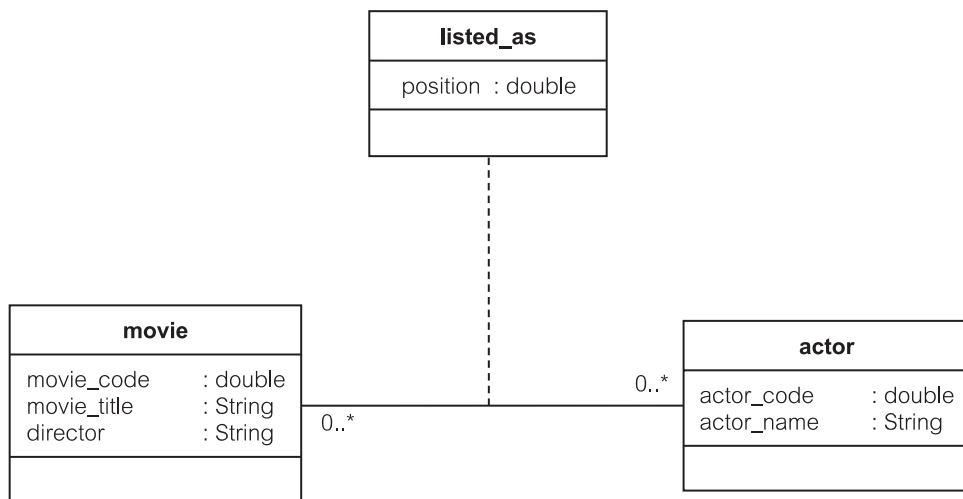 listed_as
position : double
movie
movie_code : double
movie_title : String
director : String
0..*
0..*
actor
actor_code : double
actor_name : String